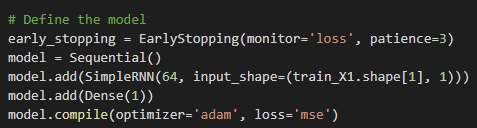 # Define the model
early_stopping = EarlyStopping(monitor='loss', patience=3)
model = Sequential()
model.add(SimpleRNN(64, input_shape=(train_X1.shape[1], 1)))
model.add(Dense(1))
model.compile(optimizer='adam', loss='mse')